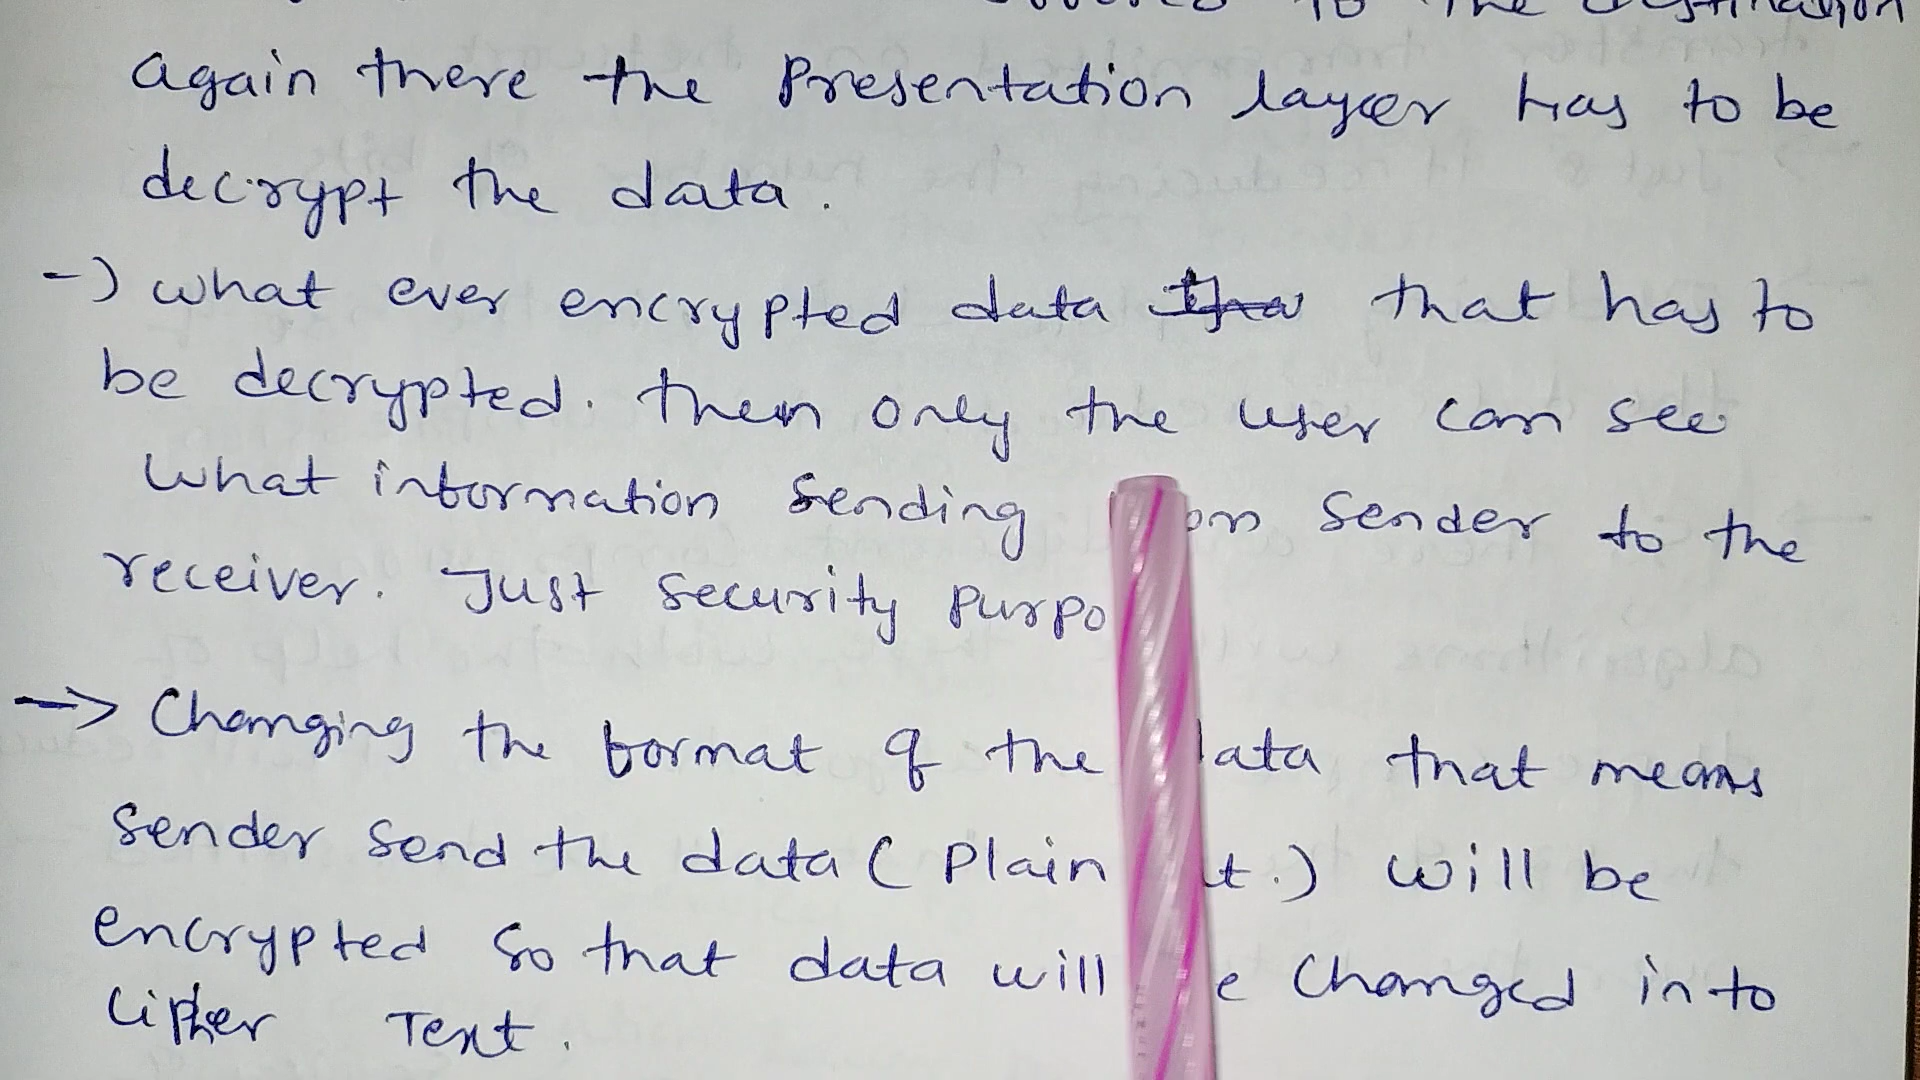 to the destination
again there the Presentation layer has to be
decrypt the data.
-) what ever encrypted data that has to
be decrypted. then only the user can see
what information sending sender to the
receiver. Just security purpo
-> Changing the format of the ata that means
sender send the data ( Plain t.) will be
encrypted so that data will e changed into
Cipher Text.